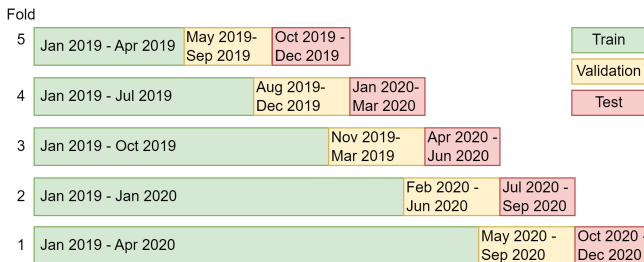 Fold
5
Jan 2019 - Apr 2019
May 2019-
Sep 2019
Oct 2019 -
Dec 2019
Train
4
Jan 2019 - Jul 2019
Aug 2019-
Dec 2019
Jan 2020-
Mar 2020
Validation
Test
3
Jan 2019 - Oct 2019
Nov 2019-
Mar 2019
Apr 2020 -
Jun 2020
2
Jan 2019 - Jan 2020
Feb 2020 -
Jun 2020
Jul 2020 -
Sep 2020
1
Jan 2019 - Apr 2020
May 2020 -
Sep 2020
Oct 2020 -
Dec 2020